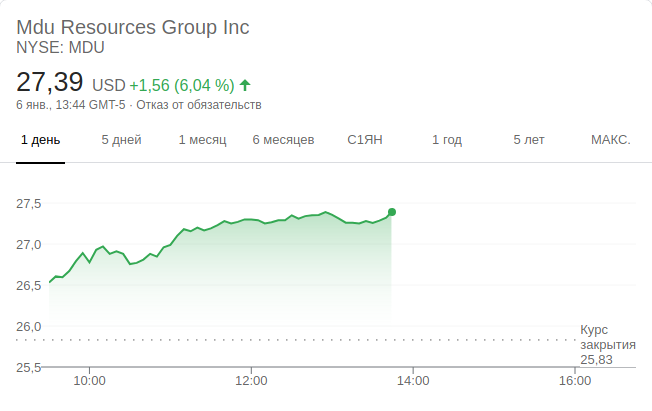 Mdu Resources Group Inc
NYSE: MDU
27,39 USD +1,56 (6,04 %)
6 янв., 13:44 GMT-5 · Отказ от обязательств
1 день 5 дней 1 месяц 6 месяцев С1ЯН 1 год 5 лет МАКС.
27,5
27,0
26,5
26,0
Курс
закрытия
25,83
25,5
10:00 12:00 14:00 16:00